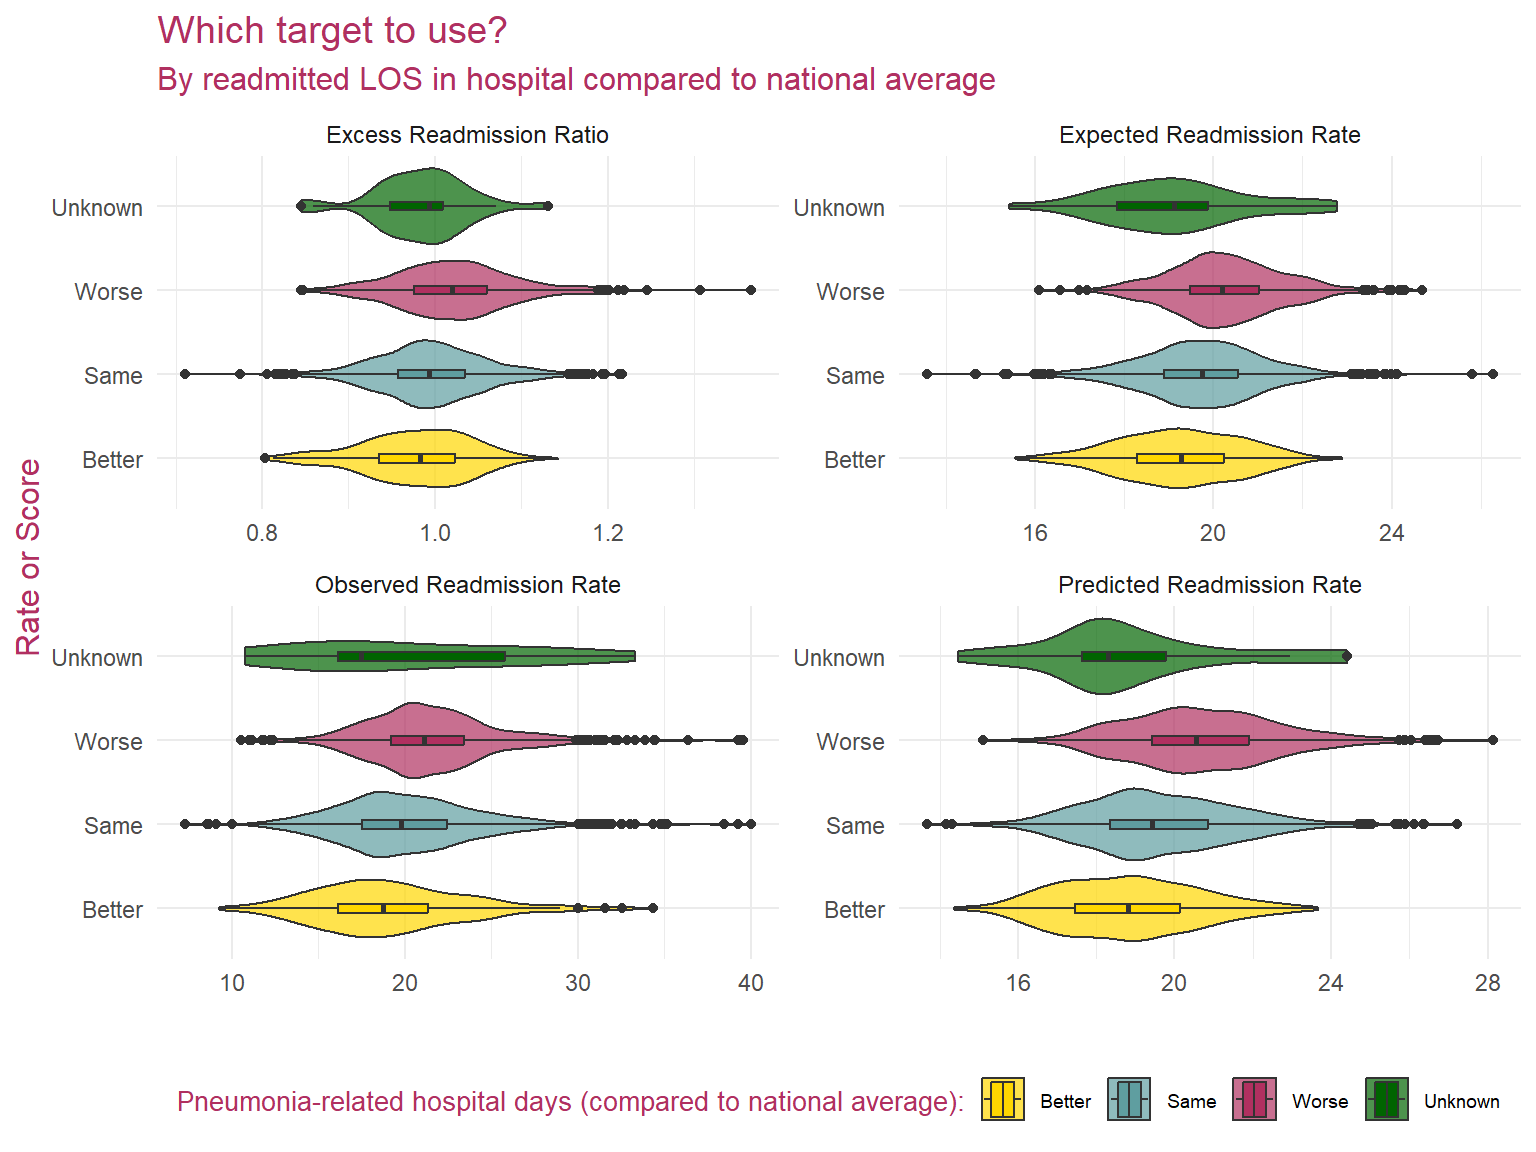 Which target to use?
By readmitted LOS in hospital compared to national average
Rate or Score
Excess Readmission Ratio
Unknown
Worse
Same
Better
0.8 1.0 1.2
Expected Readmission Rate
Unknown
Worse
Same
Better
16 20 24
Observed Readmission Rate
Unknown
Worse
Same
Better
10 20 30 40
Predicted Readmission Rate
Unknown
Worse
Same
Better
16 20 24 28
Pneumonia-related hospital days (compared to national average): Better Same Worse Unknown